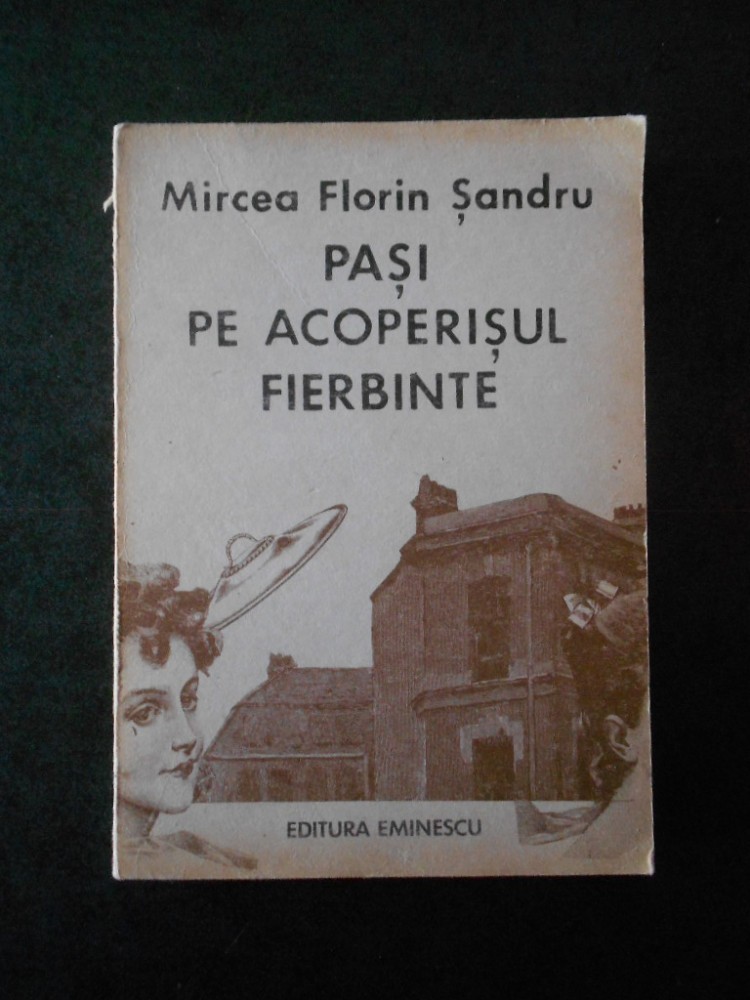 Mircea Florin Șandru
PAȘI
PE ACOPERIȘUL
FIERBINTE
EDITURA EMINESCU